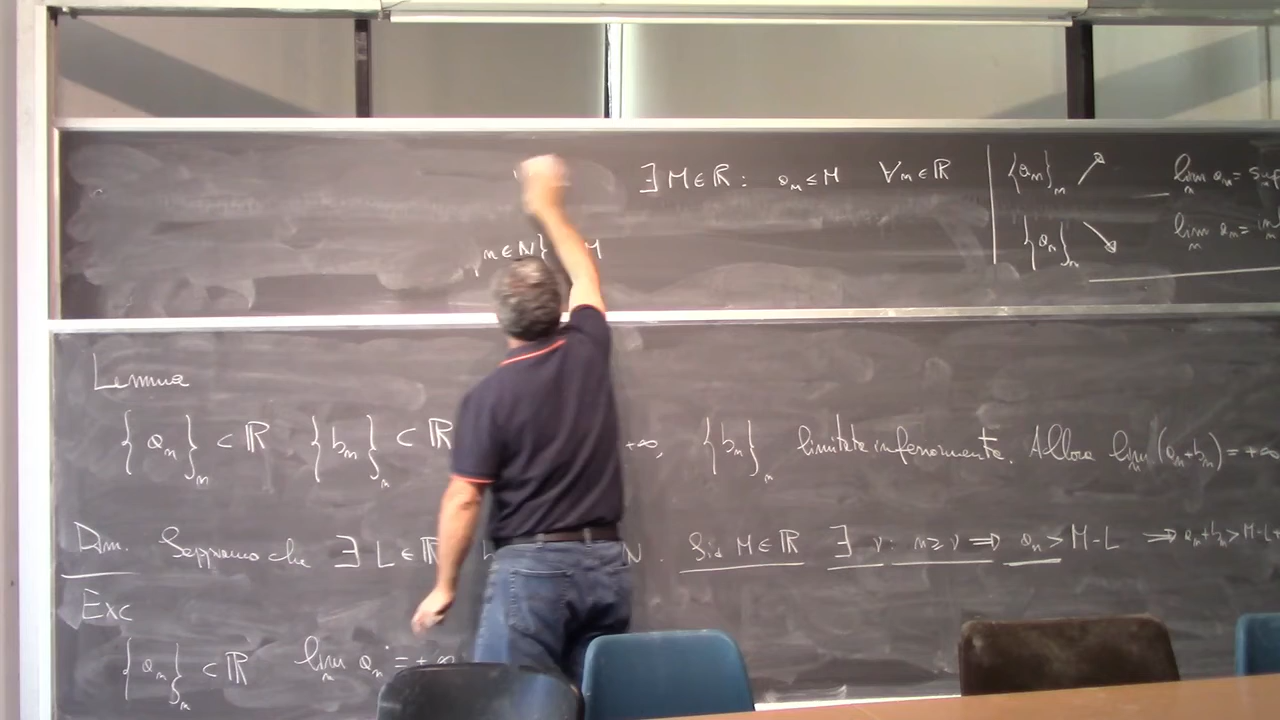 ∃ M ∈ ℝ : a_n ≤ M ∀ n ∈ ℝ
{a_n}_n ↗ lim_n a_n = sup
, n ∈ N}
{a_n}_n ↘ lim_n a_n =
Lemma
{a_n}_n ⊂ ℝ {b_n}_n ⊂ ℝ +∞, {b_n}_n limitata inferiormente. Allora lim_n (a_n+b_n) = +∞
Dim. Sappiamo che ∃ L ∈ ℝ N. Sia M ∈ ℝ ∃ ν : n ≥ ν ⟹ a_n > M-L ⟹ a_n+b_n > M-L+
Exc
{a_n}_n ⊂ ℝ lim_n a_n = +∞